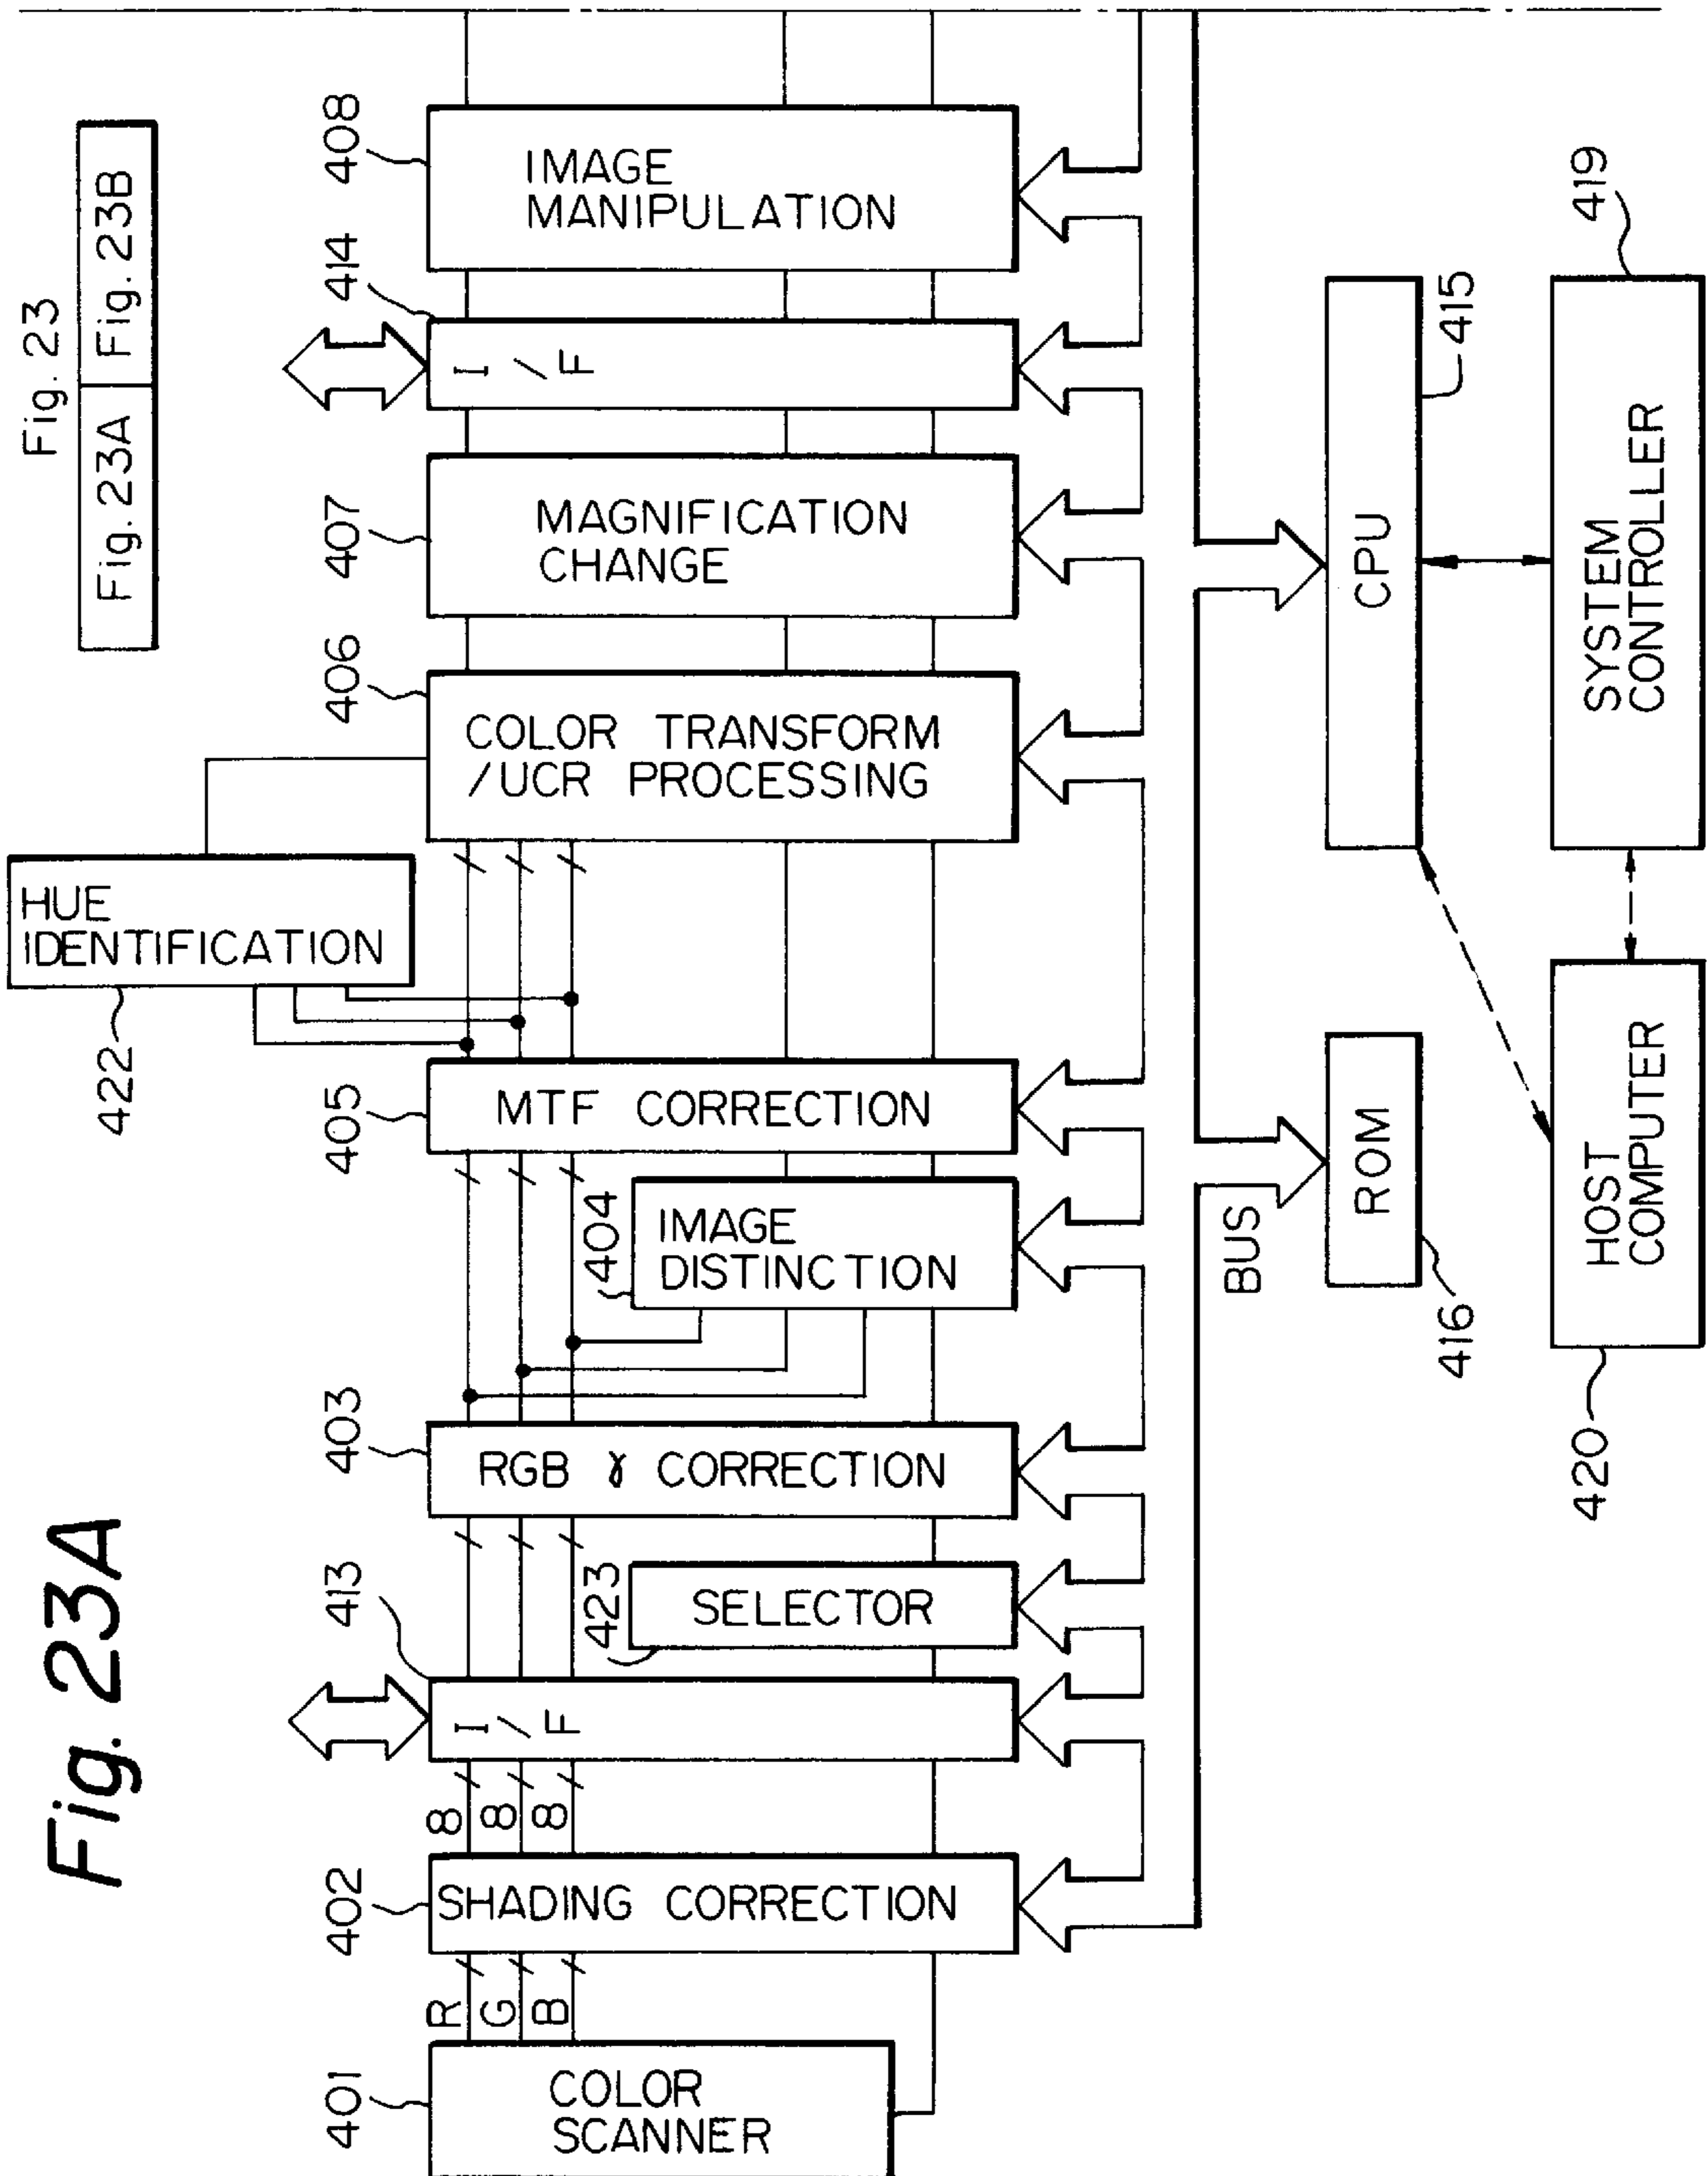 Fig. 23A
Fig. 23
Fig. 23A
Fig. 23B
401
COLOR
SCANNER
R
G
B
402
SHADING CORRECTION
8
8
8
413
I/F
423
SELECTOR
403
RGB γ CORRECTION
404
IMAGE
DISTINCTION
405
MTF CORRECTION
422
HUE
IDENTIFICATION
406
COLOR TRANSFORM
/UCR PROCESSING
407
MAGNIFICATION
CHANGE
414
I/F
408
IMAGE
MANIPULATION
BUS
416
ROM
CPU
415
420
HOST
COMPUTER
SYSTEM
CONTROLLER
419